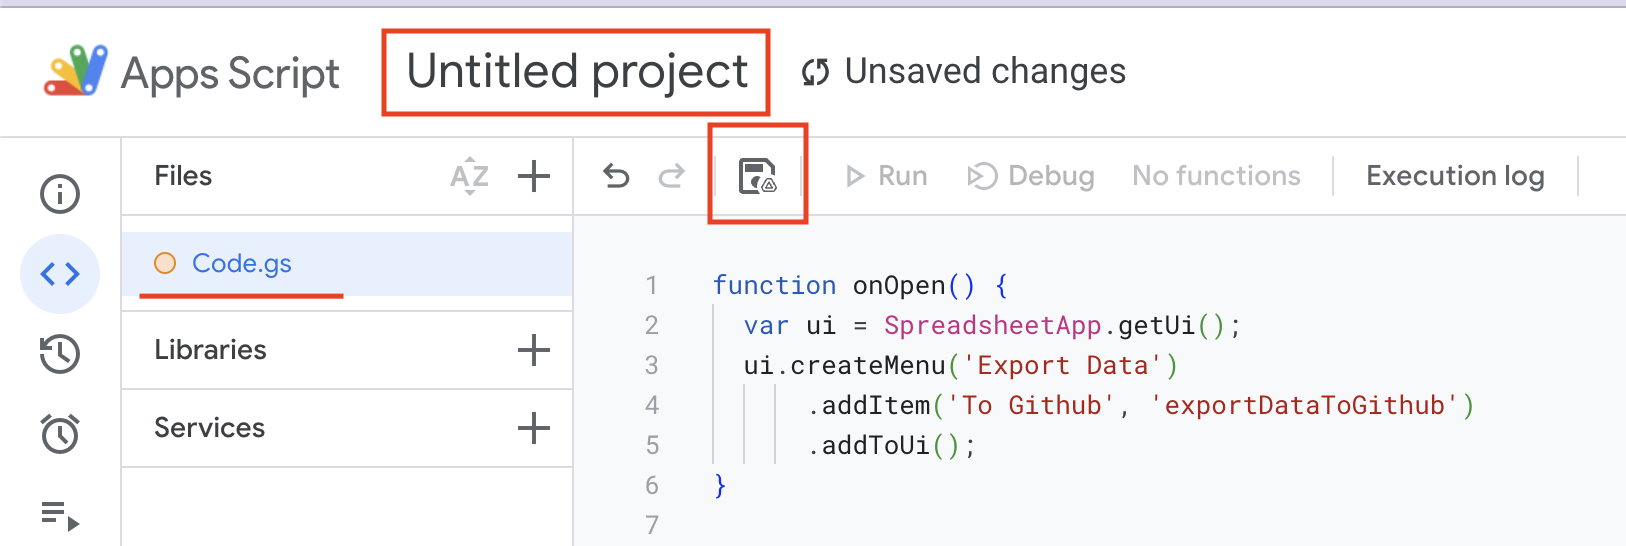 Apps Script Untitled project Unsaved changes
Files AZ Run Debug No functions Execution log
Code.gs
Libraries
Services
1 function onOpen() {
2 var ui = SpreadsheetApp.getUi();
3 ui.createMenu('Export Data')
4 .addItem('To Github', 'exportDataToGithub')
5 .addToUi();
6 }
7